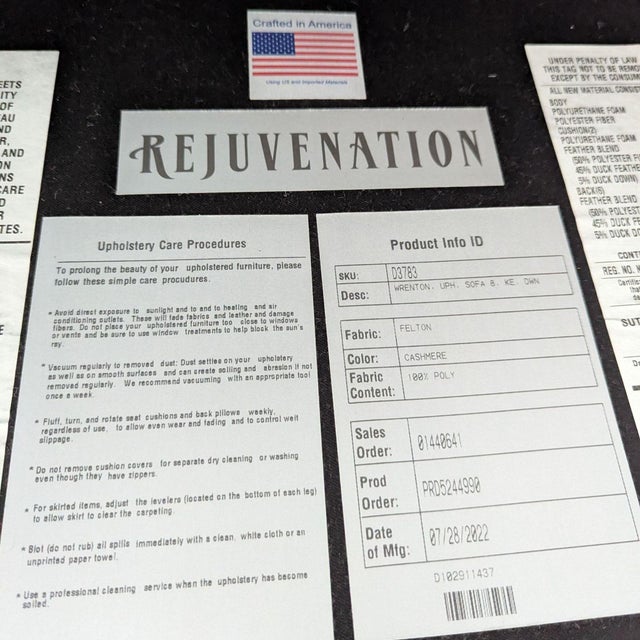 EETS
ITY
OF
EAU
ND
R,
AND
ON
NS
CARE
D
R
TES.
E
Crafted in America
Using US and Imported Materials
REJUVENATION
Upholstery Care Procedures
To prolong the beauty of your upholstered furniture, please
follow these simple care procudures.
* Avoid direct exposure to sunlight and to and to heating and air
conditioning outlets. These will fade fabrics and leather and damage
fibers. Do not place your upholstered furniture too close to windows
or vents and be sure to use window treatments to help block the sun's
ray.
* Vacuum regularly to removed dust: Dust settles on your upholstery
as well as on smooth surfaces and can create soiling and abresion if not
removed regularly. We recommend vacuuming with an appropriate tool
once a week.
* Fluff, turn, and rotate seat cushions and back pillows weekly,
regardless of use, to allow even wear and fading and to control welt
slippage.
* Do not remove cushion covers for separate dry cleaning or washing
even though they have zippers.
* For skirted items, adjust the levelers (located on the bottom of each leg)
to allow skirt to clear the carpeting.
* Blot (do not rub) all spills immediately with a clean, white cloth or an
unprinted paper towel.
* Use a professional cleaning service when the upholstery has become
soiled.
Product Info ID
SKU: D3783
Desc: WRENTON. UPH. SOFA 8. KE. DWN
Fabric: FELTON
Color: CASHMERE
Fabric
Content: 100% POLY
Sales
Order: 01440641
Prod
Order: PRD5244990
Date
of Mfg: 07/28/2022
D102911437
UNDER PENALTY OF LAW
THIS TAG NOT TO BE REMO
EXCEPT BY THE CONSUM
ALL NEW MATERIAL CONSIST
BODY
POLYURETHANE FOAM
POLYESTER FIBER
CUSHION(2)
POLYURETHANE FOAM
FEATHER BLEND
(50% POLYESTER FI
45% DUCK FEATHE
5% DUCK DOWN)
BACK(5)
FEATHER BLEND
(50% POLYEST
45% DUCK FE
5% DUCK DO
CONT
REG. NO.
Certific
that
SUT
D